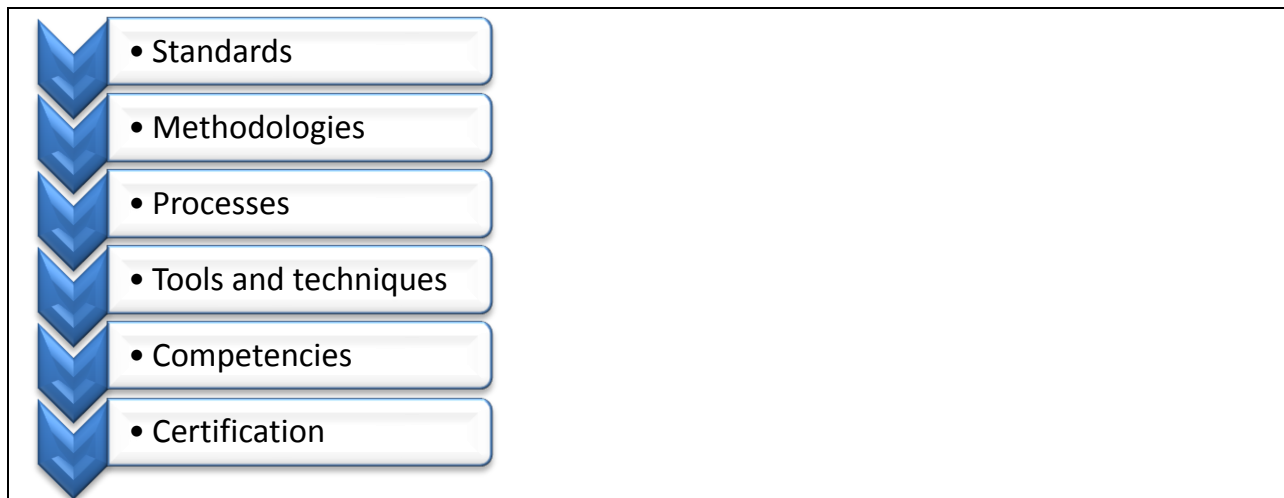 • Standards
• Methodologies
• Processes
• Tools and techniques
• Competencies
• Certification